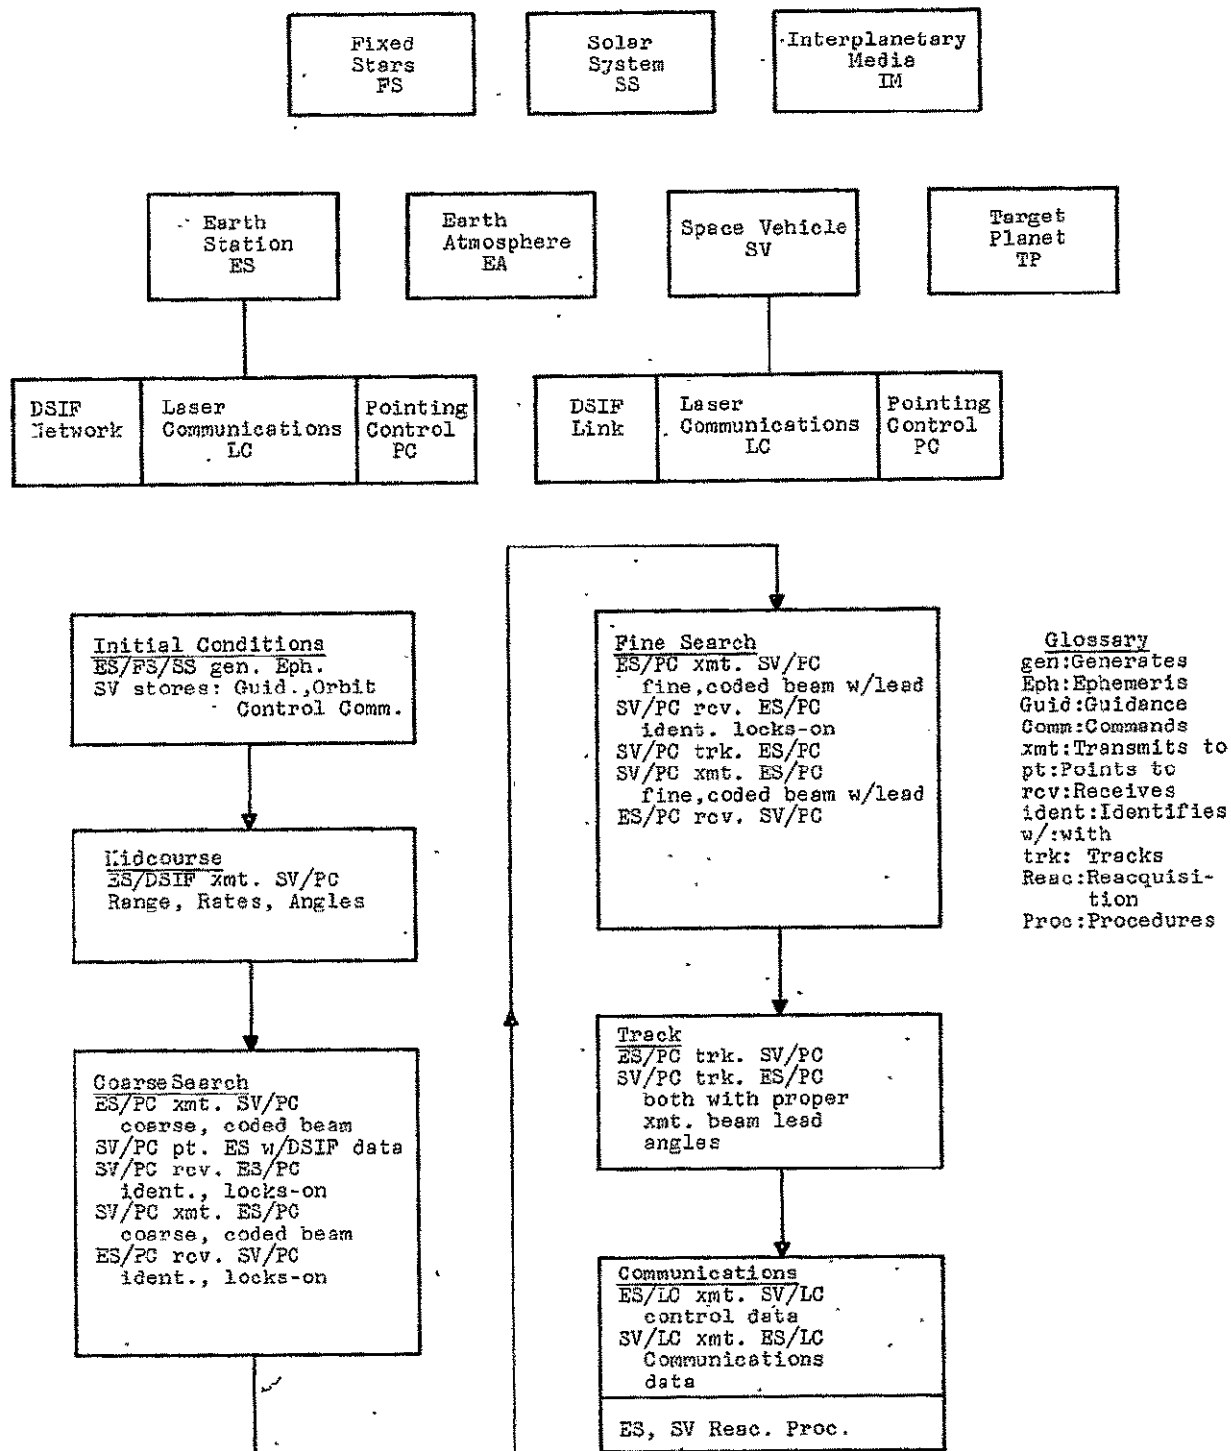 Fixed
Stars
FS
Solar
System
SS
Interplanetary
Media
IM
Earth
Station
ES
Earth
Atmosphere
EA
Space Vehicle
SV
Target
Planet
TP
DSIF
Network
Laser
Communications
LC
Pointing
Control
PC
DSIF
Link
Laser
Communications
LC
Pointing
Control
PC
Initial Conditions
ES/FS/SS gen. Eph.
SV stores: Guid.,Orbit
Control Comm.
Midcourse
ES/DSIF xmt. SV/PC
Range, Rates, Angles
Coarse Search
ES/PC xmt. SV/PC
coarse, coded beam
SV/PC pt. ES w/DSIF data
SV/PC rcv. ES/PC
ident., locks-on
SV/PC xmt. ES/PC
coarse, coded beam
ES/PC rcv. SV/PC
ident., locks-on
Fine Search
ES/PC xmt. SV/PC
fine,coded beam w/lead
SV/PC rcv. ES/PC
ident. locks-on
SV/PC trk. ES/PC
SV/PC xmt. ES/PC
fine,coded beam w/lead
ES/PC rcv. SV/PC
Track
ES/PC trk. SV/PC
SV/PC trk. ES/PC
both with proper
xmt. beam lead
angles
Communications
ES/LC xmt. SV/LC
control data
SV/LC xmt. ES/LC
Communications
data
ES, SV Reac. Proc.
Glossary
gen:Generates
Eph:Ephemeris
Guid:Guidance
Comm:Commands
xmt:Transmits to
pt:Points to
rcv:Receives
ident:Identifies
w/:with
trk: Tracks
Reac:Reacquisi-
tion
Proc:Procedures